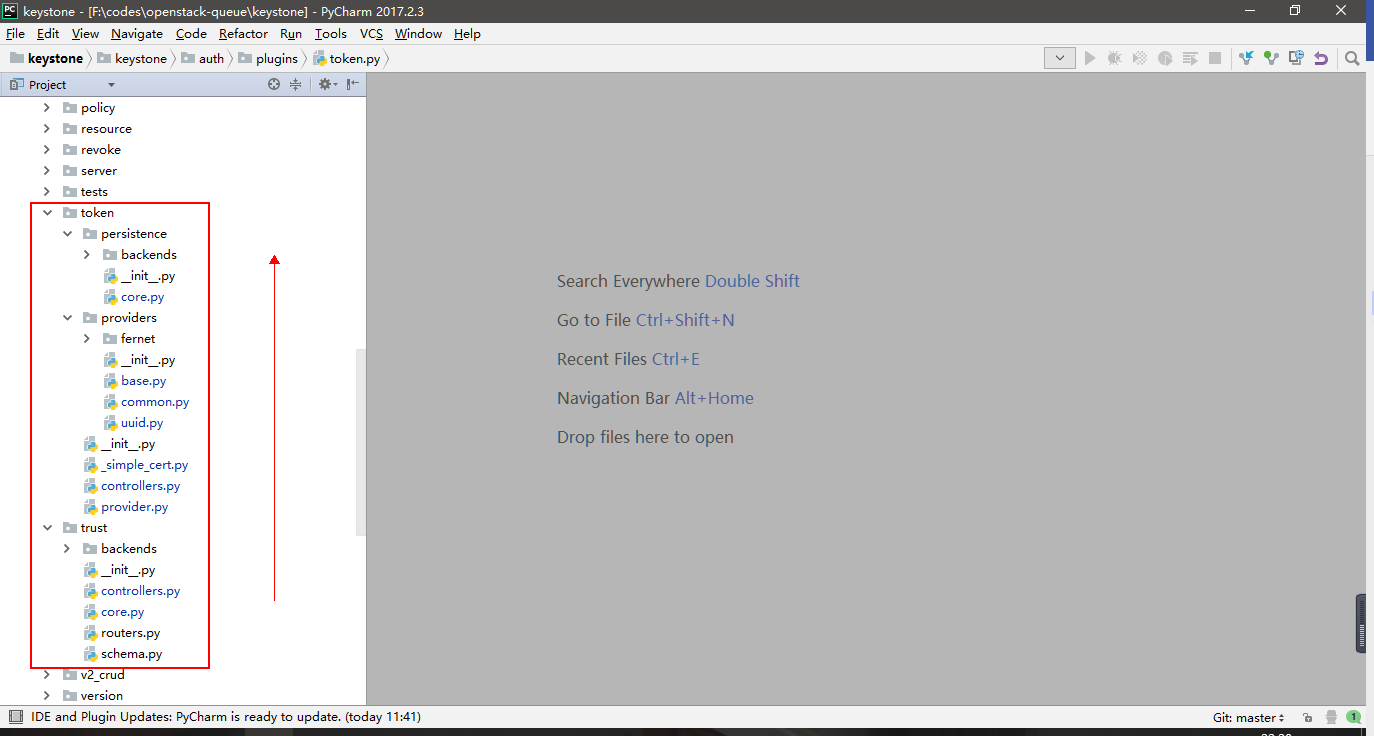 keystone - [F:\codes\openstack-queue\keystone] - PyCharm 2017.2.3
File Edit View Navigate Code Refactor Run Tools VCS Window Help
keystone keystone auth plugins token.py
Project
policy
resource
revoke
server
tests
token
persistence
backends
__init__.py
core.py
providers
fernet
__init__.py
base.py
common.py
uuid.py
__init__.py
_simple_cert.py
controllers.py
provider.py
trust
backends
__init__.py
controllers.py
core.py
routers.py
schema.py
v2_crud
version
Search Everywhere Double Shift
Go to File Ctrl+Shift+N
Recent Files Ctrl+E
Navigation Bar Alt+Home
Drop files here to open
IDE and Plugin Updates: PyCharm is ready to update. (today 11:41)
Git: master
1